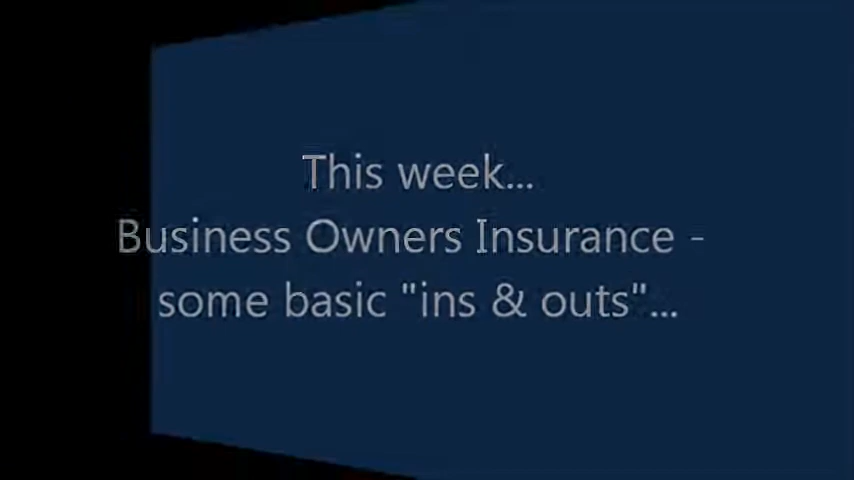 This week...
Business Owners Insurance -
some basic "ins & outs"...